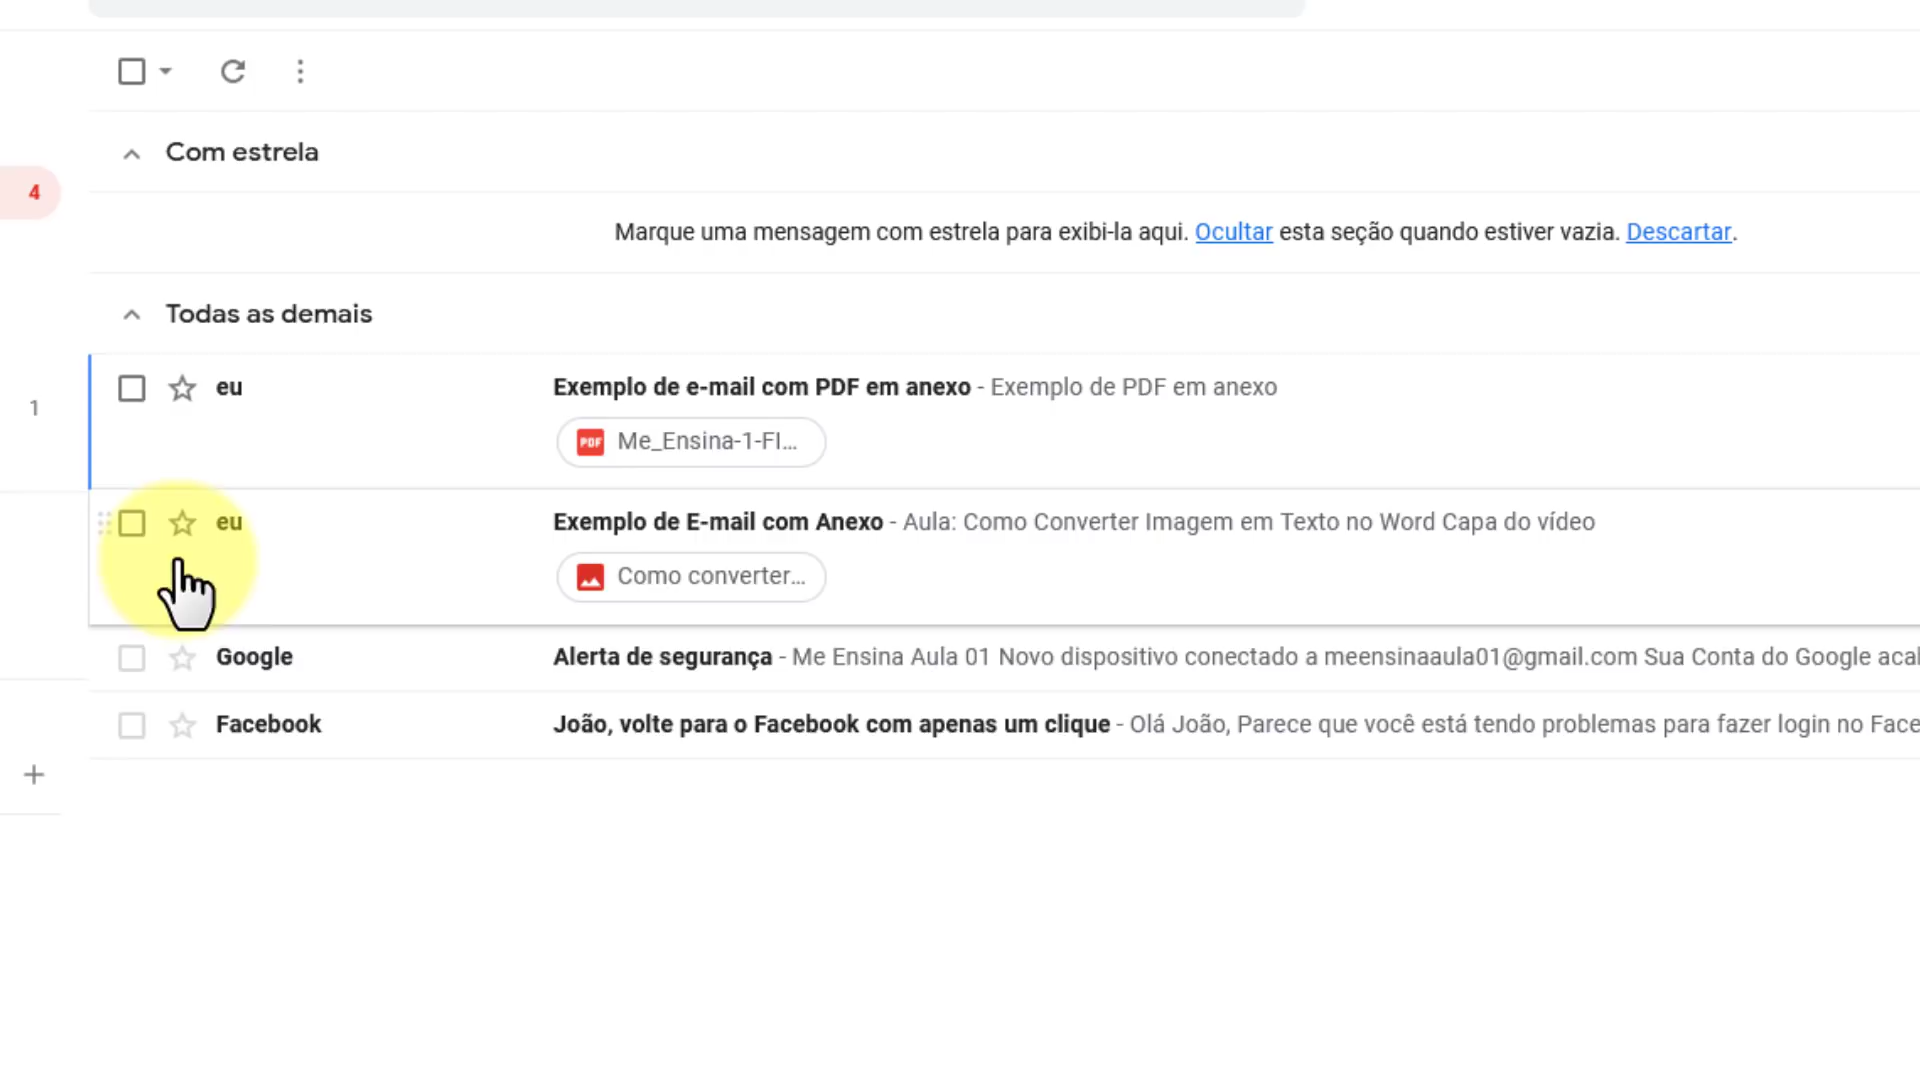 Com estrela
4
Marque uma mensagem com estrela para exibi-la aqui. Ocultar esta seção quando estiver vazia. Descartar.
Todas as demais
eu Exemplo de e-mail com PDF em anexo - Exemplo de PDF em anexo
1
PDF Me_Ensina-1-FI...
eu Exemplo de E-mail com Anexo - Aula: Como Converter Imagem em Texto no Word Capa do vídeo
Como converter...
Google Alerta de segurança - Me Ensina Aula 01 Novo dispositivo conectado a meensinaaula01@gmail.com Sua Conta do Google
Facebook João, volte para o Facebook com apenas um clique - Olá João, Parece que você está tendo problemas para fazer login no